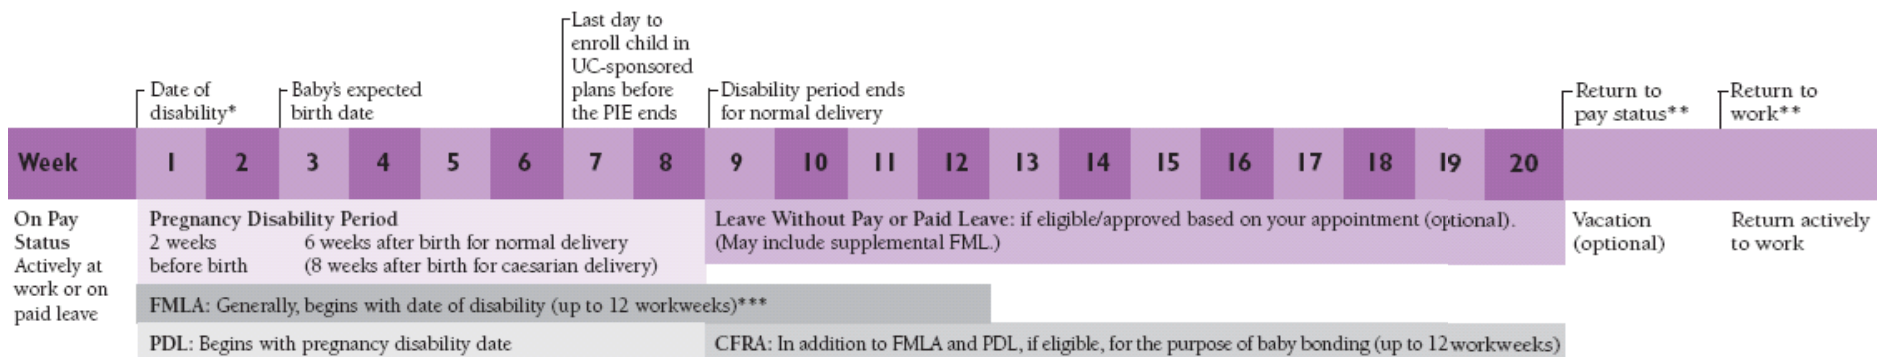 Last day to
enroll child in
UC-sponsored
plans before
the PIE ends
Date of
disability*
Baby's expected
birth date
Disability period ends
for normal delivery
Return to
pay status**
Return to
work**
Week 1 2 3 4 5 6 7 8 9 10 11 12 13 14 15 16 17 18 19 20
On Pay
Status
Actively at
work or on
paid leave
Pregnancy Disability Period
2 weeks
before birth
6 weeks after birth for normal delivery
(8 weeks after birth for caesarian delivery)
Leave Without Pay or Paid Leave: if eligible/approved based on your appointment (optional).
(May include supplemental FML.)
Vacation
(optional)
Return actively
to work
FMLA: Generally, begins with date of disability (up to 12 workweeks)***
PDL: Begins with pregnancy disability date
CFRA: In addition to FMLA and PDL, if eligible, for the purpose of baby bonding (up to 12 workweeks)